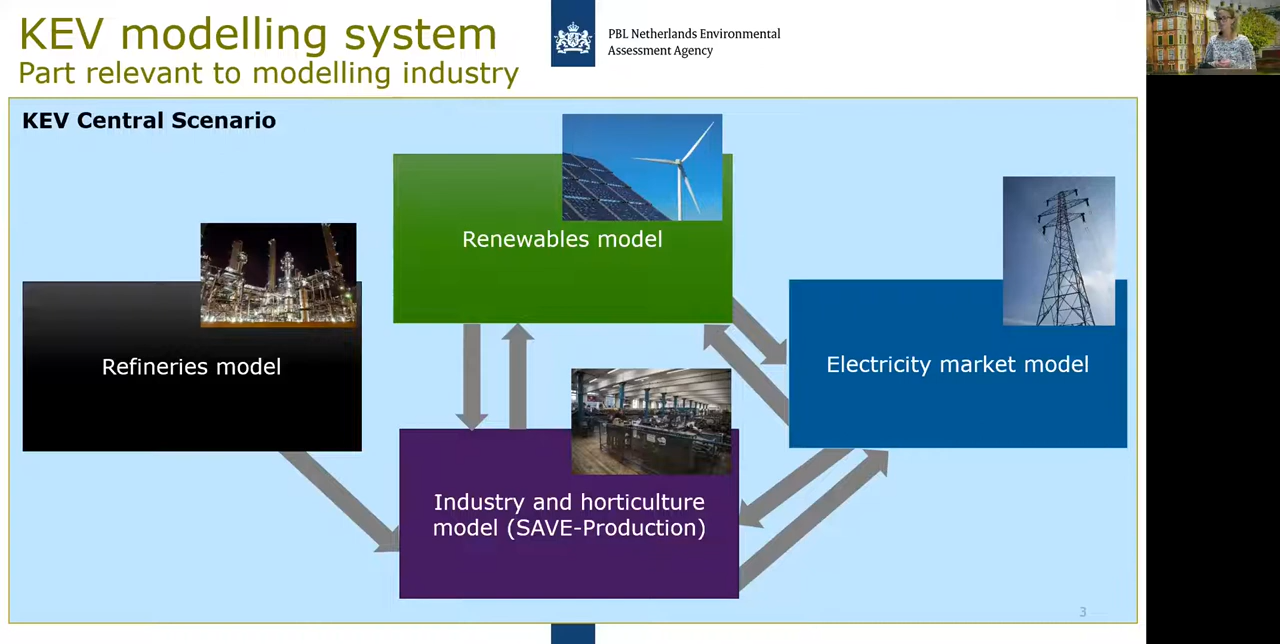 KEV modelling system
Part relevant to modelling industry
PBL Netherlands Environmental
Assessment Agency
KEV Central Scenario
Renewables model
Refineries model
Electricity market model
Industry and horticulture
model (SAVE-Production)
3